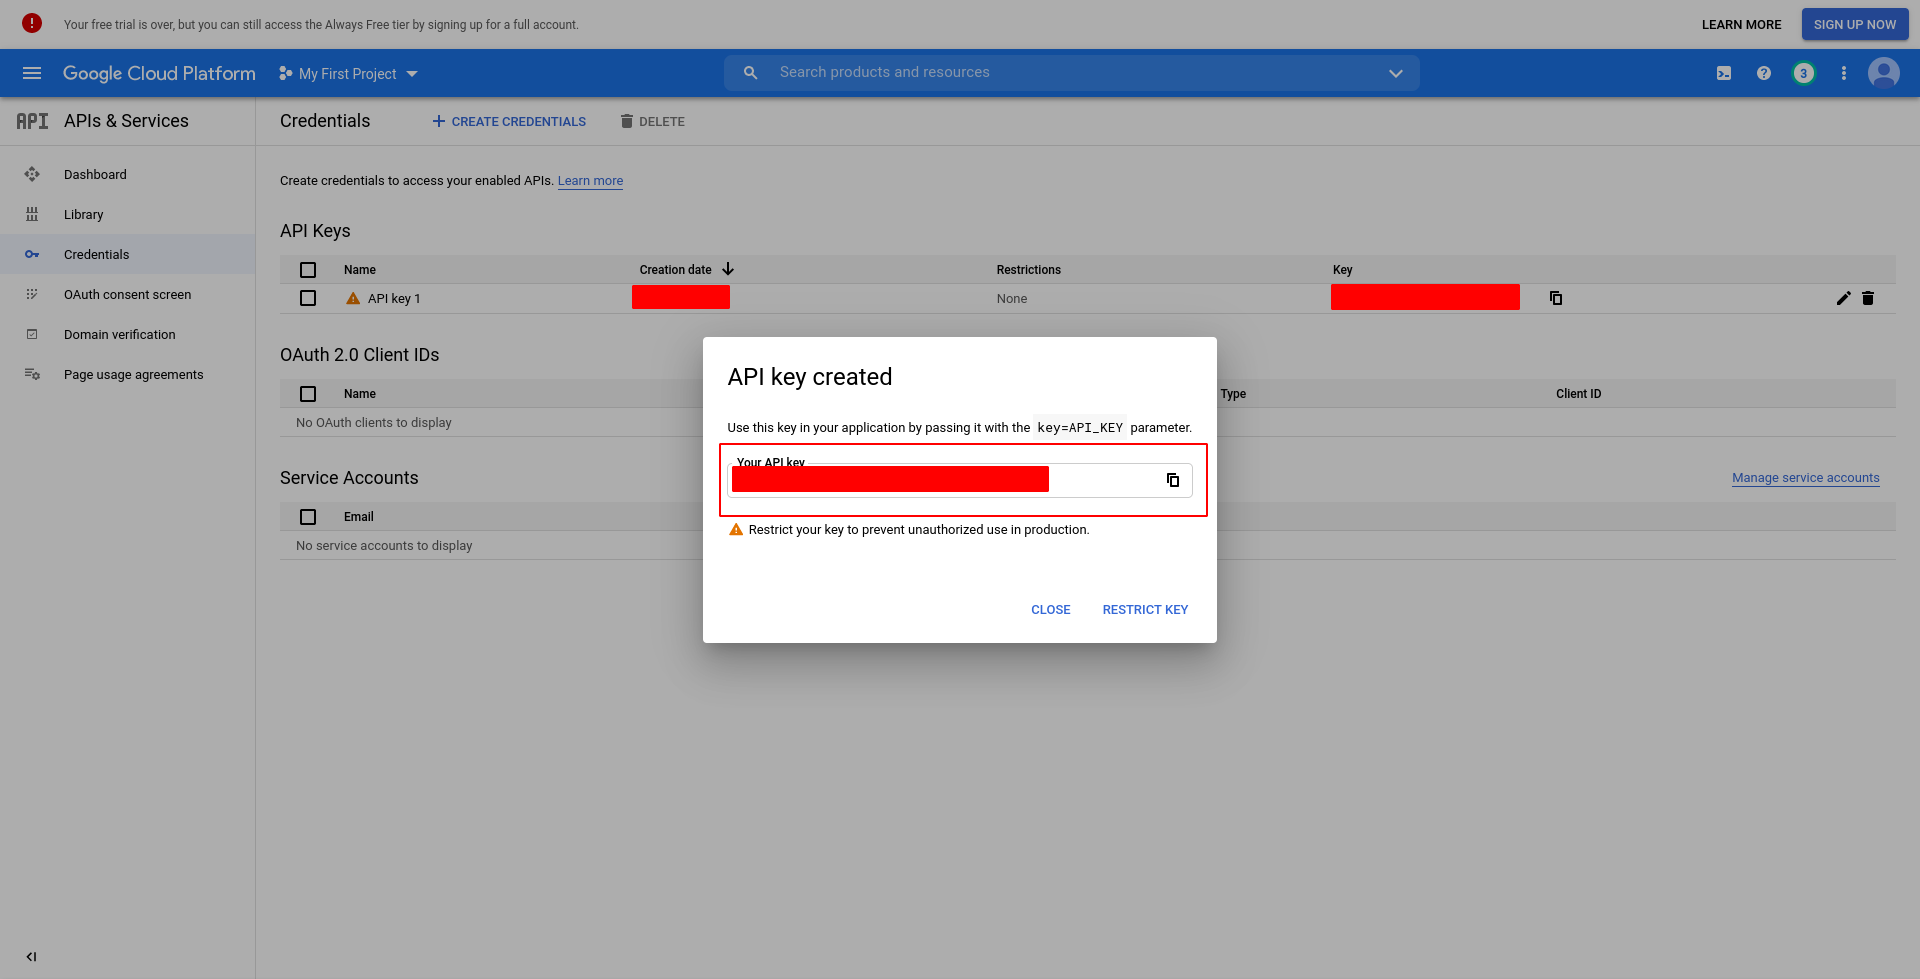 !
Your free trial is over, but you can still access the Always Free tier by signing up for a full account.
LEARN MORE
SIGN UP NOW
Google Cloud Platform
My First Project
Search products and resources
?
3
API
APIs & Services
Credentials
+ CREATE CREDENTIALS
DELETE
Dashboard
Library
Credentials
OAuth consent screen
Domain verification
Page usage agreements
Create credentials to access your enabled APIs. Learn more
API Keys
Name
Creation date
Restrictions
Key
API key 1
None
OAuth 2.0 Client IDs
Name
Type
Client ID
No OAuth clients to display
Service Accounts
Manage service accounts
Email
No service accounts to display
API key created
Use this key in your application by passing it with the key=API_KEY parameter.
Your API key
Restrict your key to prevent unauthorized use in production.
CLOSE
RESTRICT KEY